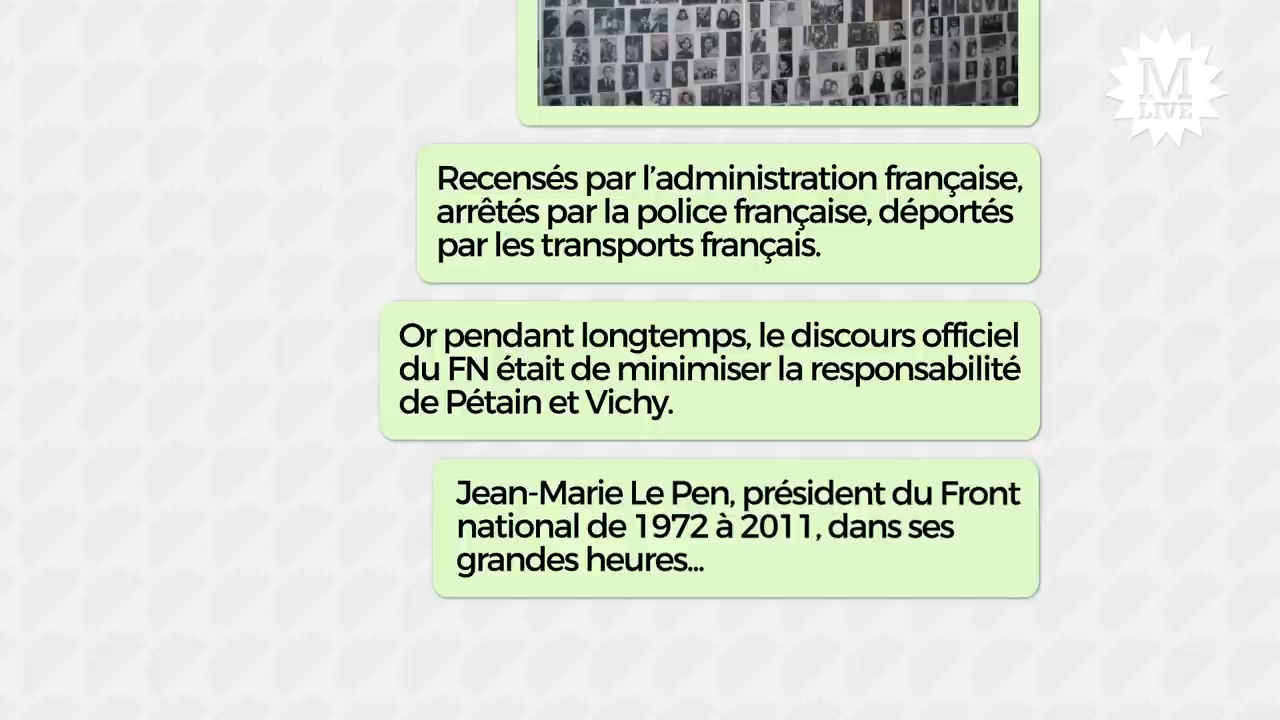 M
LIVE
Recensés par l’administration française,
arrêtés par la police française, déportés
par les transports français.
Or pendant longtemps, le discours officiel
du FN était de minimiser la responsabilité
de Pétain et Vichy.
Jean-Marie Le Pen, président du Front
national de 1972 à 2011, dans ses
grandes heures...